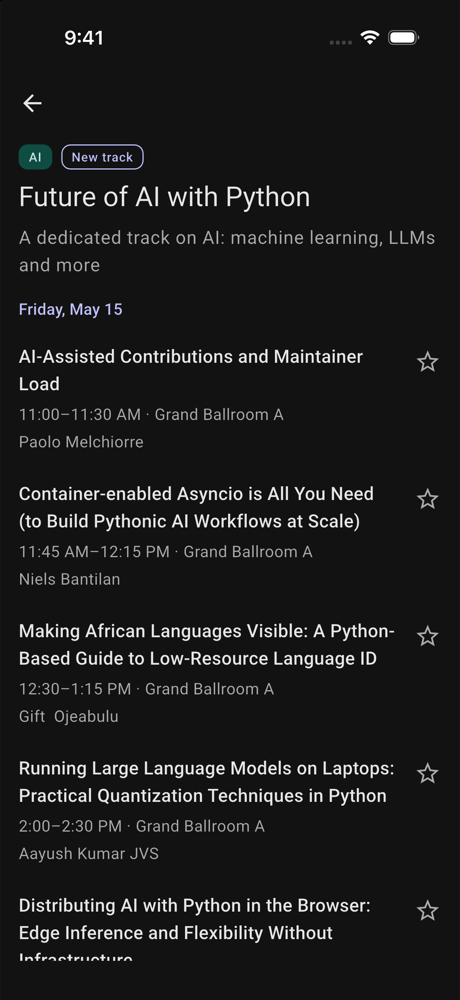 9:41
AI
New track
Future of AI with Python
A dedicated track on AI: machine learning, LLMs
and more
Friday, May 15
AI-Assisted Contributions and Maintainer
Load
11:00–11:30 AM · Grand Ballroom A
Paolo Melchiorre
Container-enabled Asyncio is All You Need
(to Build Pythonic AI Workflows at Scale)
11:45 AM–12:15 PM · Grand Ballroom A
Niels Bantilan
Making African Languages Visible: A Python-
Based Guide to Low-Resource Language ID
12:30–1:15 PM · Grand Ballroom A
Gift  Ojeabulu
Running Large Language Models on Laptops:
Practical Quantization Techniques in Python
2:00–2:30 PM · Grand Ballroom A
Aayush Kumar JVS
Distributing AI with Python in the Browser:
Edge Inference and Flexibility Without
Infrastructure